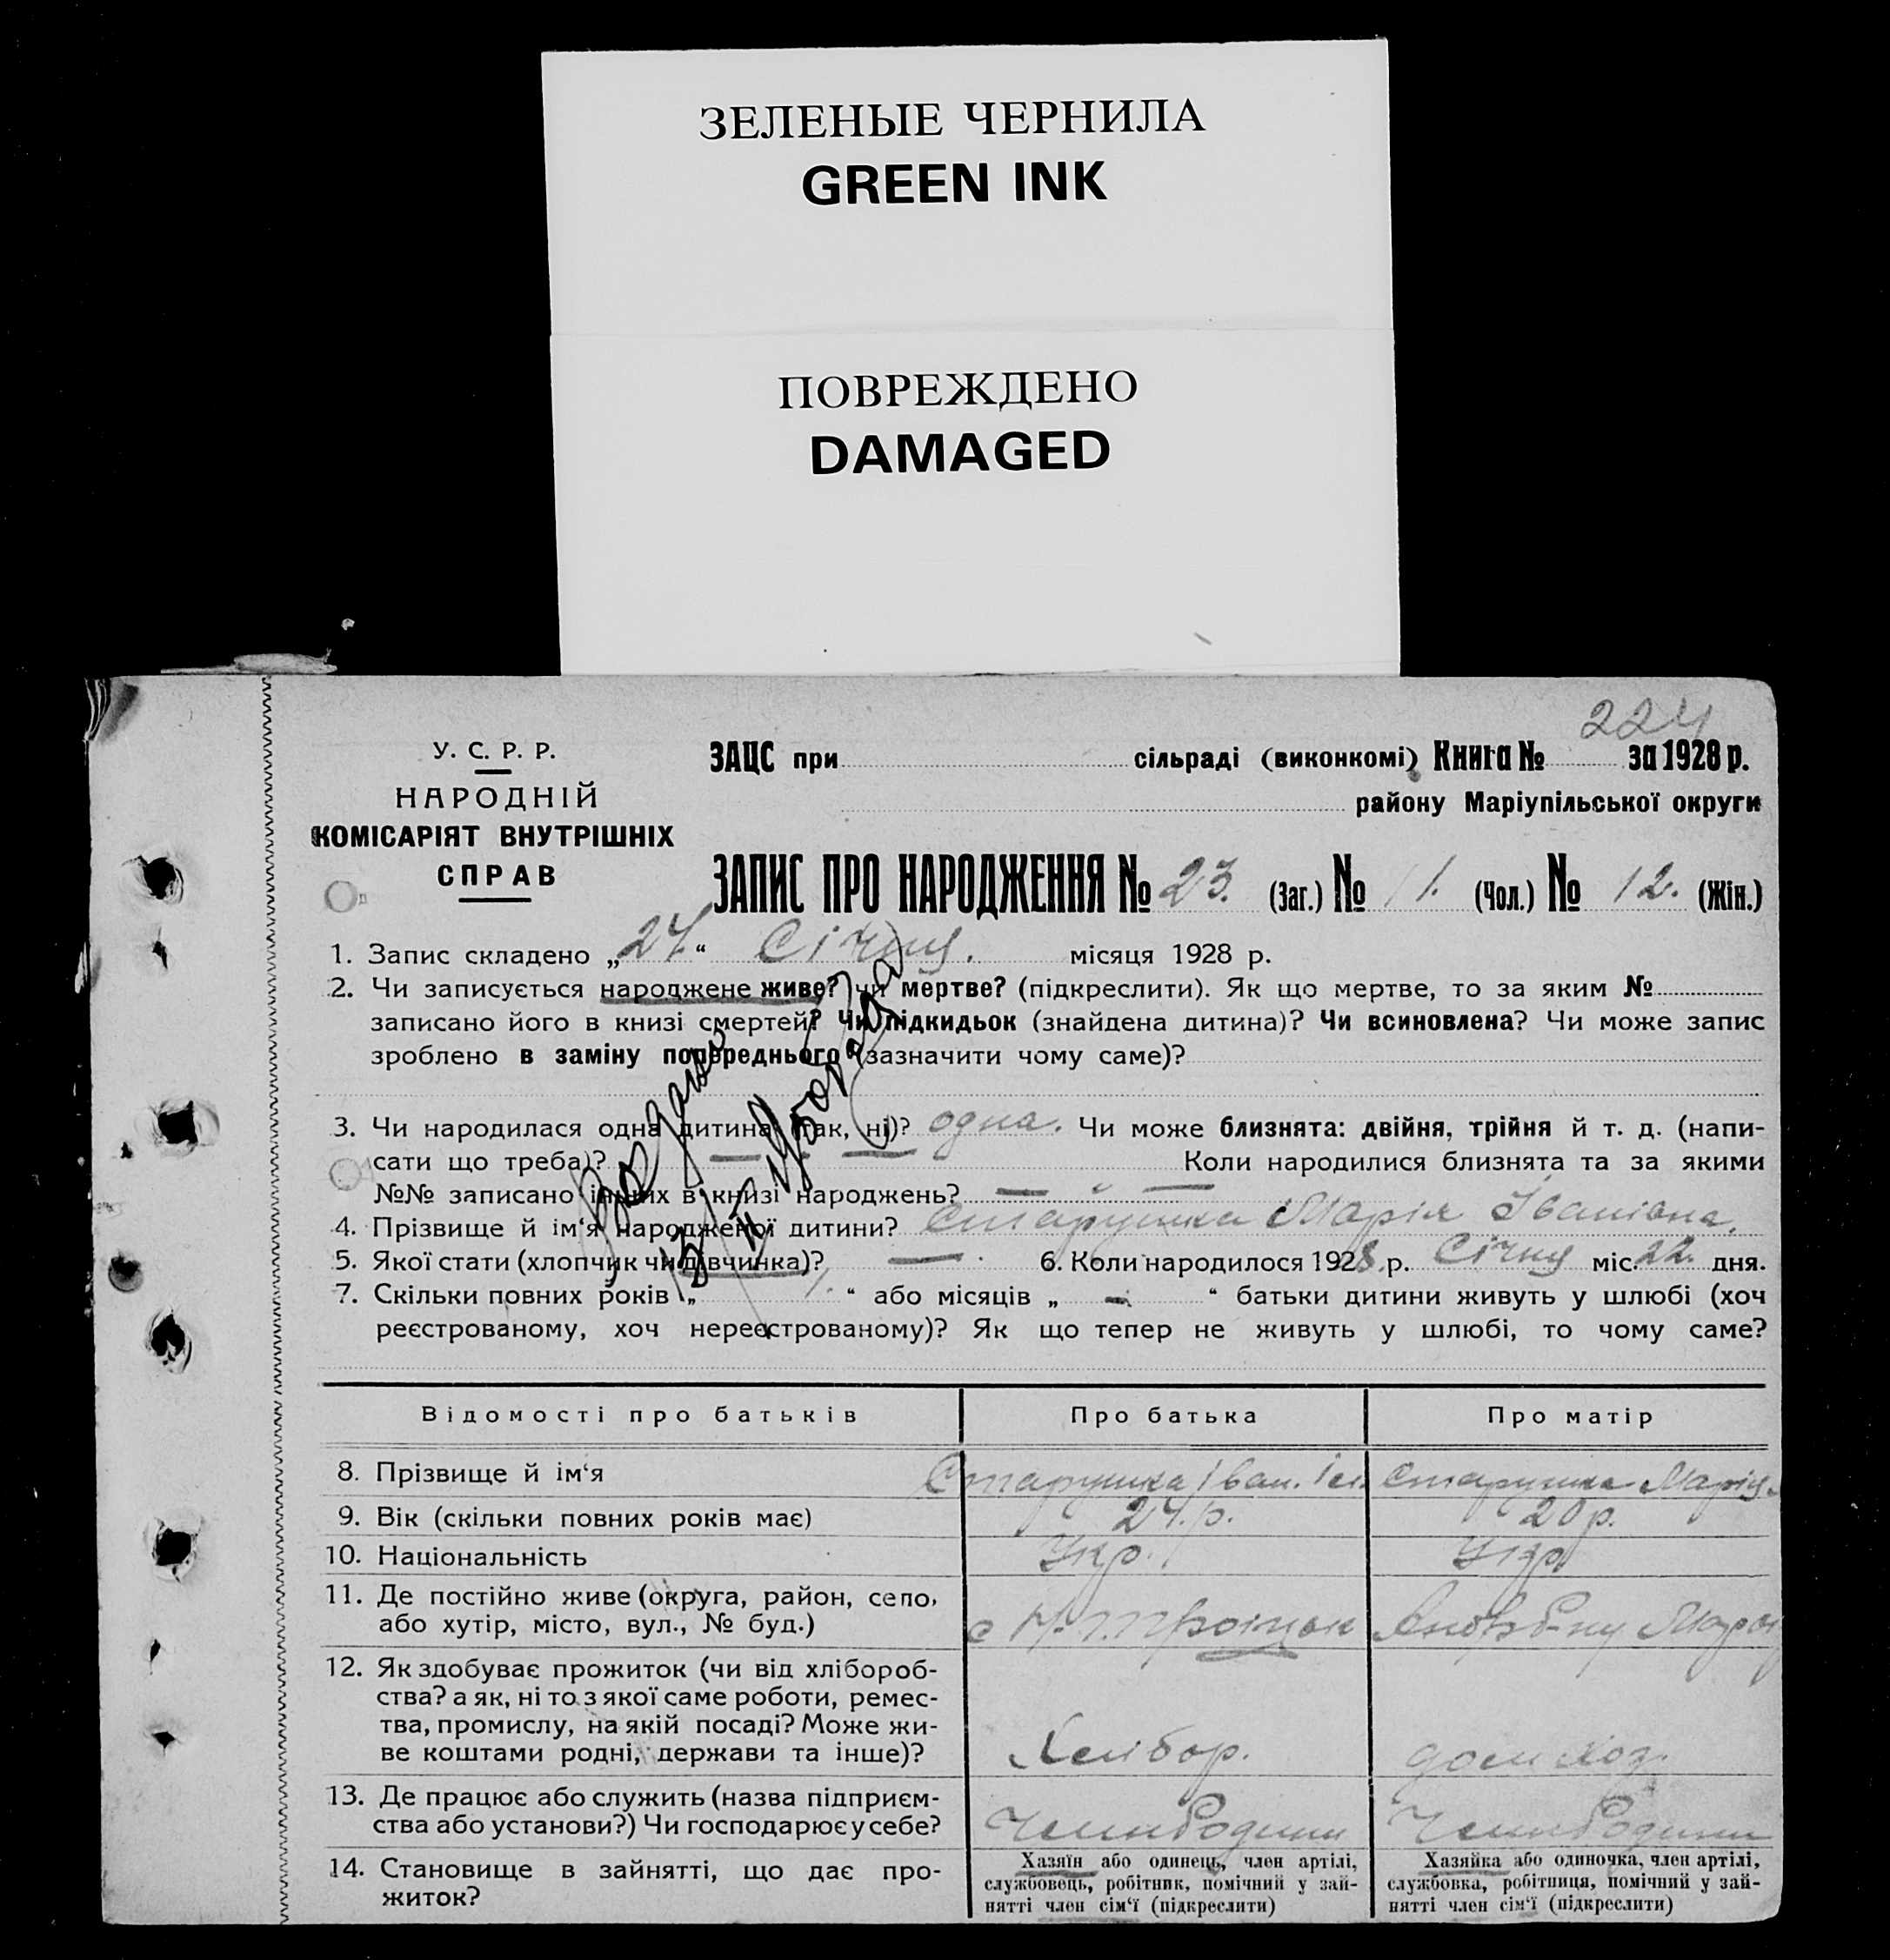 ЗЕЛЕНЫЕ ЧЕРНИЛА
GREEN INK
ПОВРЕЖДЕНО
DAMAGED
224
У. С. Р. Р.
НАРОДНІЙ
КОМІСАРІЯТ ВНУТРІШНІХ
СПРАВ
ЗАЦС при сільраді (виконкомі) Книга № за 1928 р.
району Маріупільської округи
ЗАПИС ПРО НАРОДЖЕННЯ № 23. (Заг.) № 11. (Чол.) № 12. (Жін.)
1. Запис складено „27“ Січня. місяця 1928 р.
2. Чи записується народжене живе? чи мертве? (підкреслити). Як що мертве, то за яким №
записано його в книзі смертей? Чи підкидьок (знайдена дитина)? Чи всиновлена? Чи може запис
зроблено в заміну попереднього (зазначити чому саме)?
3. Чи народилася одна дитина (так, ні)? одна. Чи може близнята: двійня, трійня й т. д. (напи-
сати що треба)? — Коли народилися близнята та за якими
№№ записано інших в книзі народжень? —
4. Прізвище й ім‘я народженої дитини? Старушка Марія Іванівна.
5. Якої стати (хлопчик чи дівчинка)? — 6. Коли народилося 1928 р. Січня міс. 22. дня.
7. Скільки повних років „ 1. “ або місяців „ - “ батьки дитини живуть у шлюбі (хоч
реєстрованому, хоч нереєстрованому)? Як що тепер не живуть у шлюбі, то чому саме?
Відомості про батьків Про батька Про матір
8. Прізвище й ім‘я Старушка Іван. Старушка Марія
9. Вік (скільки повних років має) 24 р. 20 р.
10. Національність Укр. Укр
11. Де постійно живе (округа, район, село,
або хутір, місто, вул., № буд.) с
12. Як здобуває прожиток (чи від хлібороб-
ства? а як, ні то з якої саме роботи, ремес-
тва, промислу, на якій посаді? Може жи-
ве коштами родні, держави та інше)? Хлібор. дом хоз.
13. Де працює або служить (назва підприєм-
ства або установи?) Чи господарює у себе? Член Родини Член Родини
14. Становище в зайнятті, що дає про-
житок?
Хазяїн або одинець, член артілі,
службовець, робітник, помічний у зай-
нятті член сім‘ї (підкреслити)
Хазяйка або одиночка, член артілі,
службовка, робітниця, помічний у зай-
нятті член сім‘ї (підкреслити)